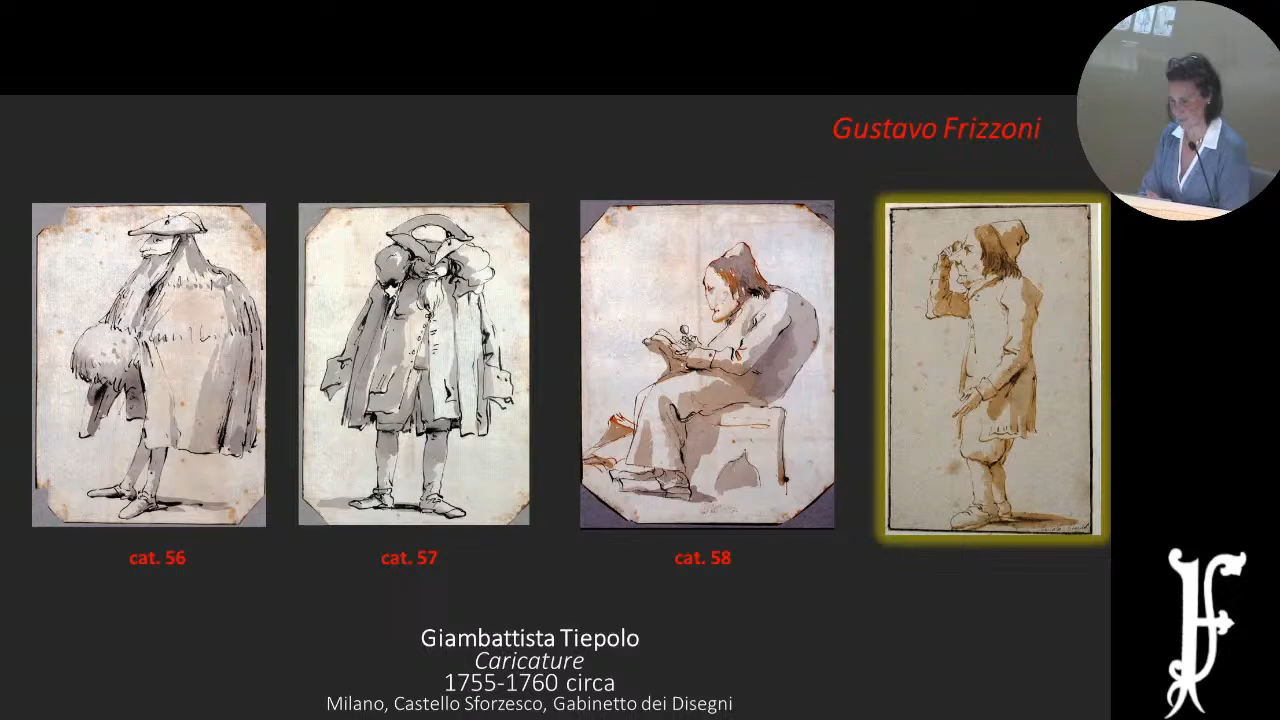 Gustavo Frizzoni
cat. 56
cat. 57
cat. 58
Giambattista Tiepolo
Caricature
1755-1760 circa
Milano, Castello Sforzesco, Gabinetto dei Disegni